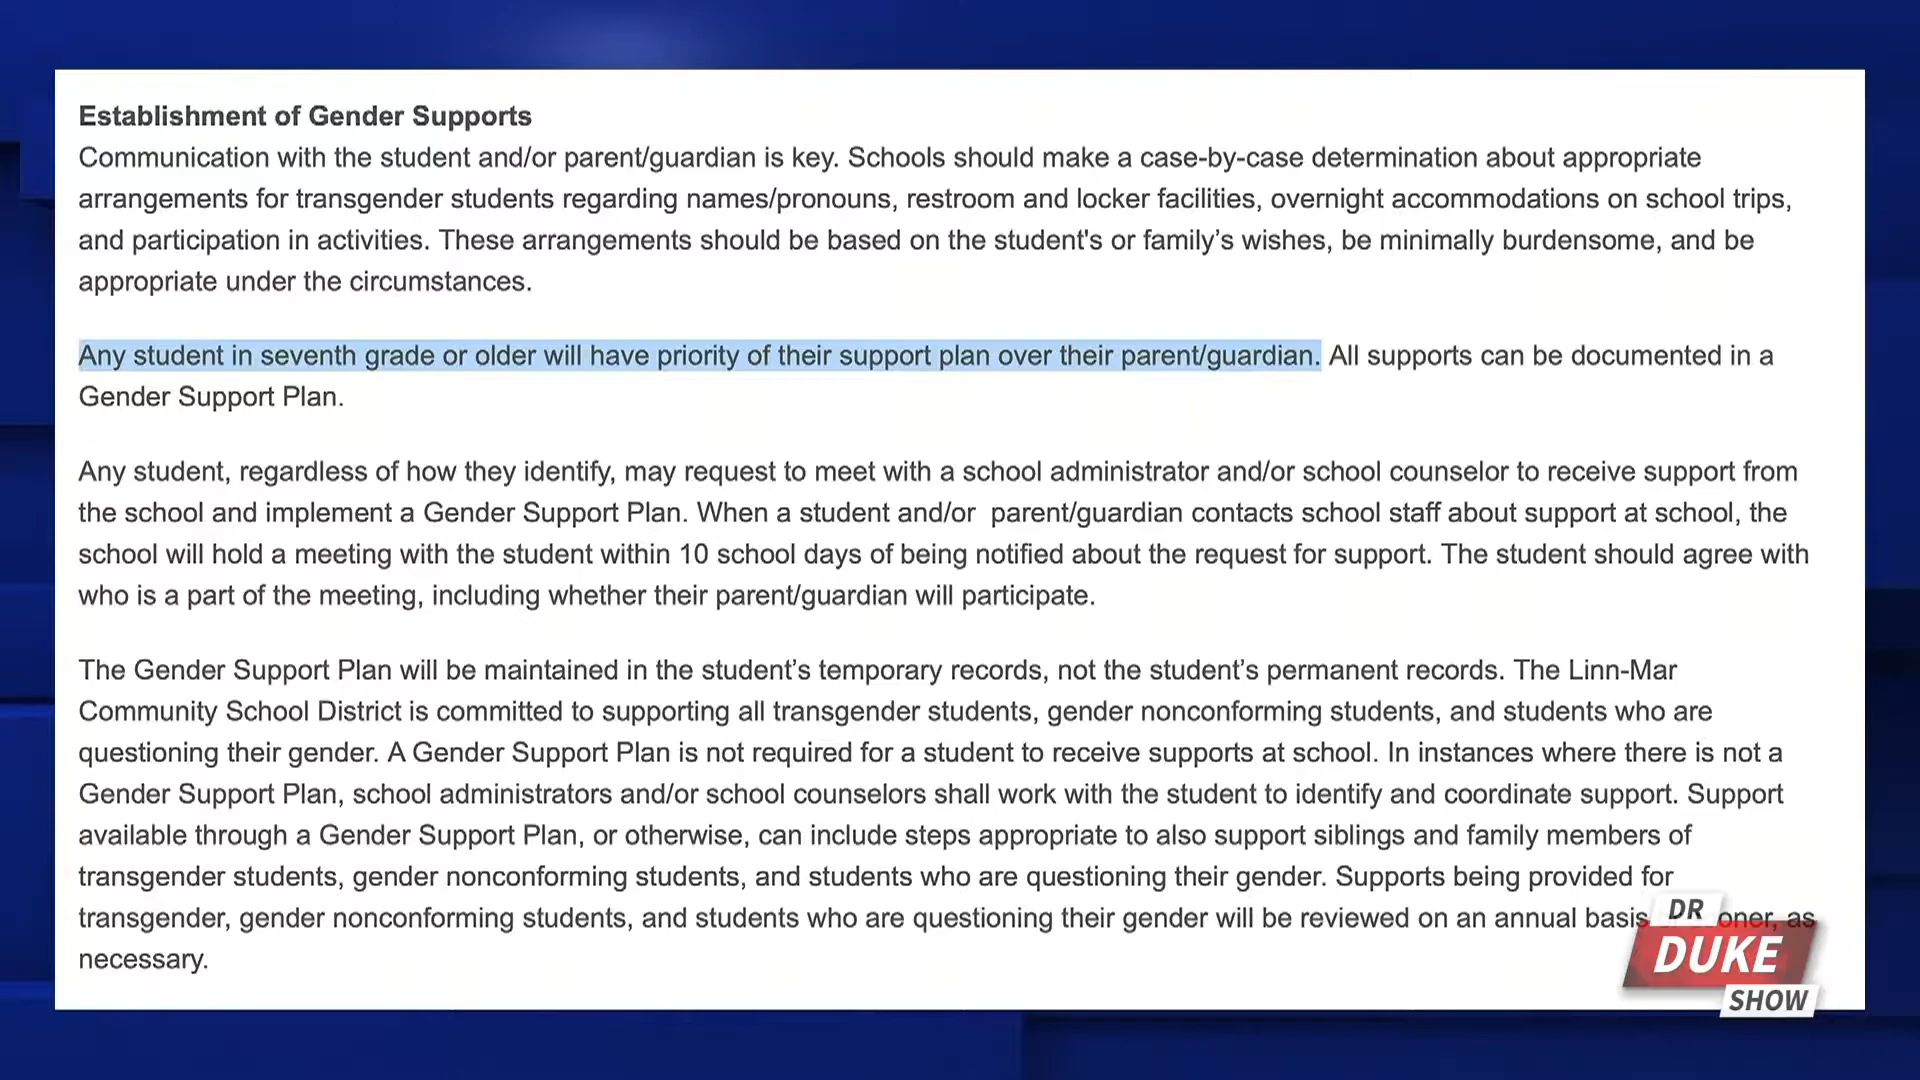 Establishment of Gender Supports
Communication with the student and/or parent/guardian is key. Schools should make a case-by-case determination about appropriate
arrangements for transgender students regarding names/pronouns, restroom and locker facilities, overnight accommodations on school trips,
and participation in activities. These arrangements should be based on the student's or family’s wishes, be minimally burdensome, and be
appropriate under the circumstances.
Any student in seventh grade or older will have priority of their support plan over their parent/guardian. All supports can be documented in a
Gender Support Plan.
Any student, regardless of how they identify, may request to meet with a school administrator and/or school counselor to receive support from
the school and implement a Gender Support Plan. When a student and/or  parent/guardian contacts school staff about support at school, the
school will hold a meeting with the student within 10 school days of being notified about the request for support. The student should agree with
who is a part of the meeting, including whether their parent/guardian will participate.
The Gender Support Plan will be maintained in the student’s temporary records, not the student’s permanent records. The Linn-Mar
Community School District is committed to supporting all transgender students, gender nonconforming students, and students who are
questioning their gender. A Gender Support Plan is not required for a student to receive supports at school. In instances where there is not a
Gender Support Plan, school administrators and/or school counselors shall work with the student to identify and coordinate support. Support
available through a Gender Support Plan, or otherwise, can include steps appropriate to also support siblings and family members of
transgender students, gender nonconforming students, and students who are questioning their gender. Supports being provided for
transgender, gender nonconforming students, and students who are questioning their gender will be reviewed on an annual basis as
necessary.
DR
DUKE
SHOW